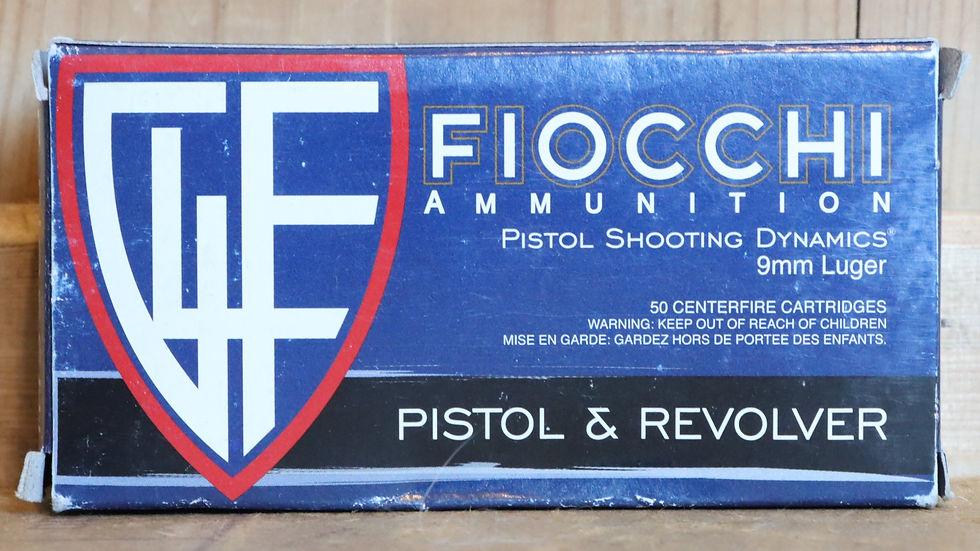 GFL
FIOCCHI
AMMUNITION
PISTOL SHOOTING DYNAMICS®
9mm Luger
50 CENTERFIRE CARTRIDGES
WARNING: KEEP OUT OF REACH OF CHILDREN
MISE EN GARDE: GARDEZ HORS DE PORTEE DES ENFANTS.
PISTOL & REVOLVER